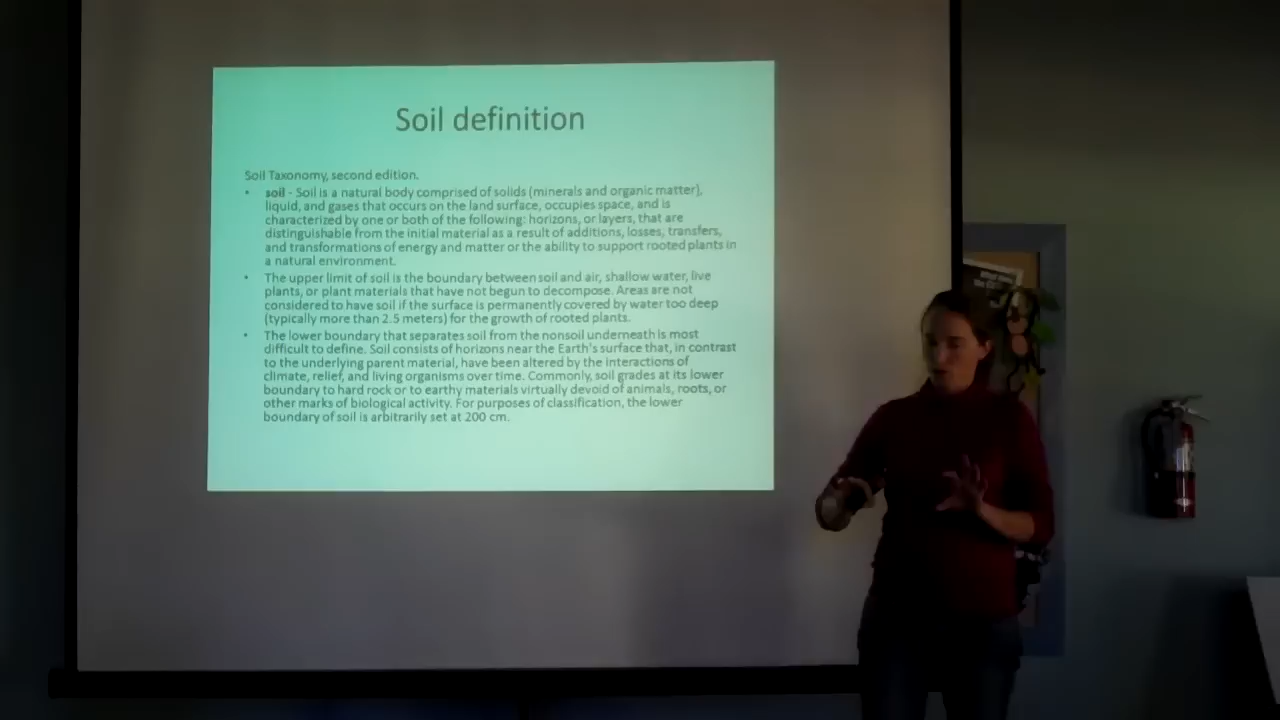 Soil definition
Soil Taxonomy, second edition.
• soil - Soil is a natural body comprised of solids (minerals and organic matter),
liquid, and gases that occurs on the land surface, occupies space, and is
characterized by one or both of the following: horizons, or layers, that are
distinguishable from the initial material as a result of additions, losses, transfers,
and transformations of energy and matter or the ability to support rooted plants in
a natural environment.
• The upper limit of soil is the boundary between soil and air, shallow water, live
plants, or plant materials that have not begun to decompose. Areas are not
considered to have soil if the surface is permanently covered by water too deep
(typically more than 2.5 meters) for the growth of rooted plants.
• The lower boundary that separates soil from the nonsoil underneath is most
difficult to define. Soil consists of horizons near the Earth's surface that, in contrast
to the underlying parent material, have been altered by the interactions of
climate, relief, and living organisms over time. Commonly, soil grades at its lower
boundary to hard rock or to earthy materials virtually devoid of animals, roots, or
other marks of biological activity. For purposes of classification, the lower
boundary of soil is arbitrarily set at 200 cm.